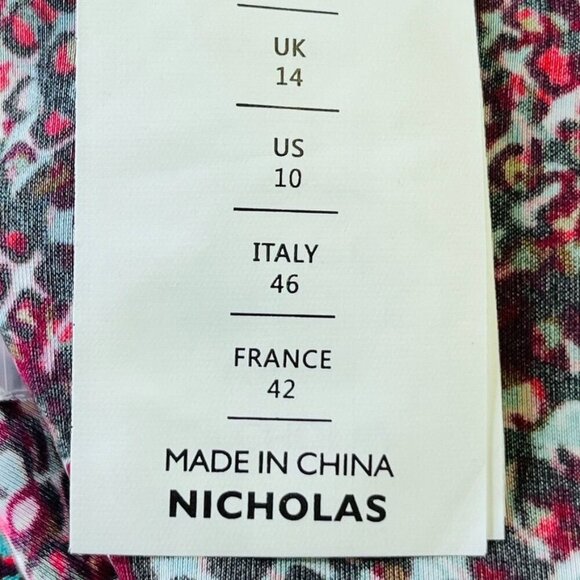 UK
14
US
10
ITALY
46
FRANCE
42
MADE IN CHINA
NICHOLAS